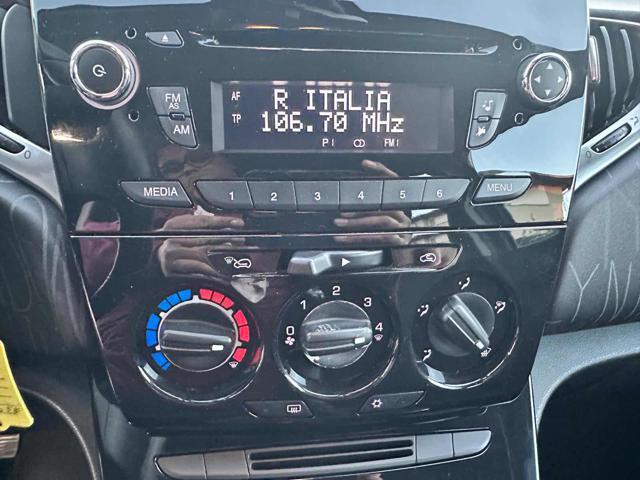 AF R ITALIA
TP 106.70 MHz
PI FM1
FM
AS
AM
MEDIA 1 2 3 4 5 6 MENU
0 1 2 3 4